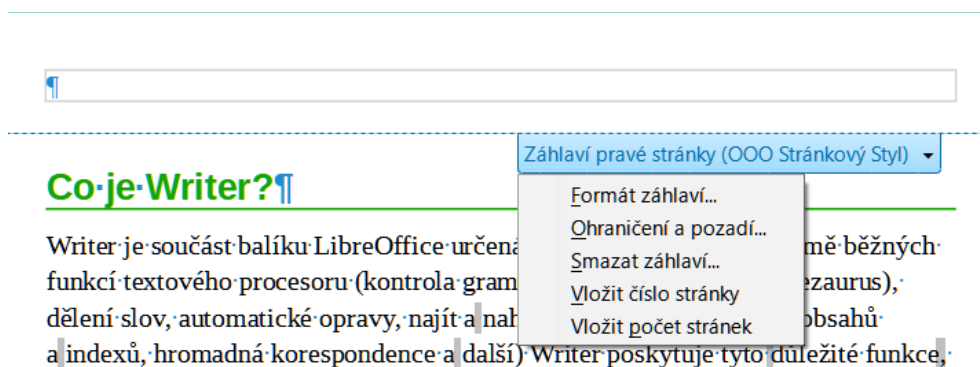 ¶
Záhlaví pravé stránky (OOO Stránkový Styl)
Co·je·Writer?¶
Formát záhlaví...
Ohraničení a pozadí...
Smazat záhlaví...
Vložit číslo stránky
Vložit počet stránek
Writer·je·součást·balíku·LibreOffice·určená mě·běžných·
funkcí·textového·procesoru·(kontrola·gram ezaurus),·
dělení·slov,·automatické·opravy,·najít·a nah obsahů·
a indexů,·hromadná·korespondence·a další)·Writer·poskytuje·tyto·důležité·funkce,·